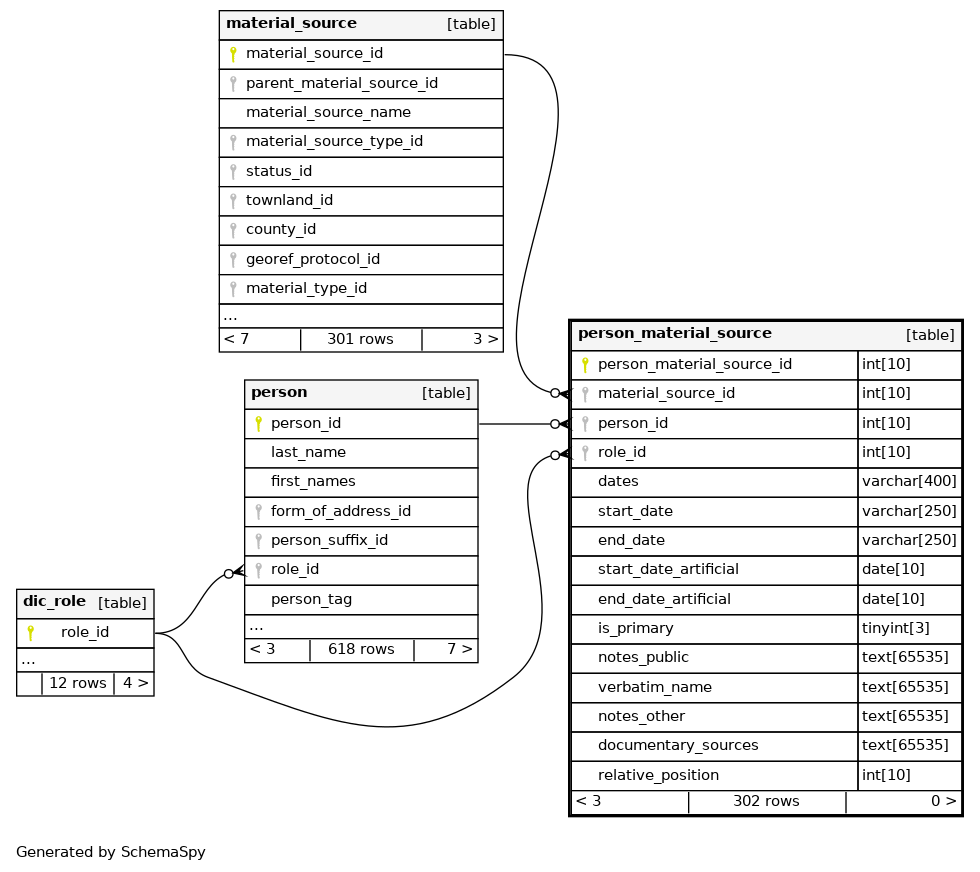 material_source [table]
material_source_id
parent_material_source_id
material_source_name
material_source_type_id
status_id
townland_id
county_id
georef_protocol_id
material_type_id
...
< 7 301 rows 3 >
person [table]
person_id
last_name
first_names
form_of_address_id
person_suffix_id
role_id
person_tag
...
< 3 618 rows 7 >
dic_role [table]
role_id
...
12 rows 4 >
person_material_source [table]
person_material_source_id int[10]
material_source_id int[10]
person_id int[10]
role_id int[10]
dates varchar[400]
start_date varchar[250]
end_date varchar[250]
start_date_artificial date[10]
end_date_artificial date[10]
is_primary tinyint[3]
notes_public text[65535]
verbatim_name text[65535]
notes_other text[65535]
documentary_sources text[65535]
relative_position int[10]
< 3 302 rows 0 >
Generated by SchemaSpy